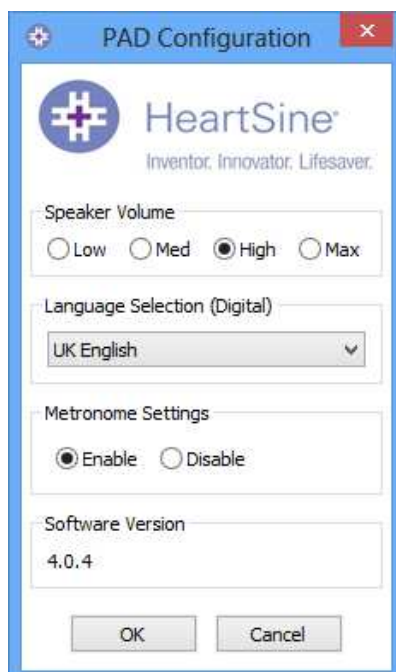 PAD Configuration
HeartSine®
Inventor. Innovator. Lifesaver.
Speaker Volume
Low Med High Max
Language Selection (Digital)
UK English
Metronome Settings
Enable Disable
Software Version
4.0.4
OK Cancel